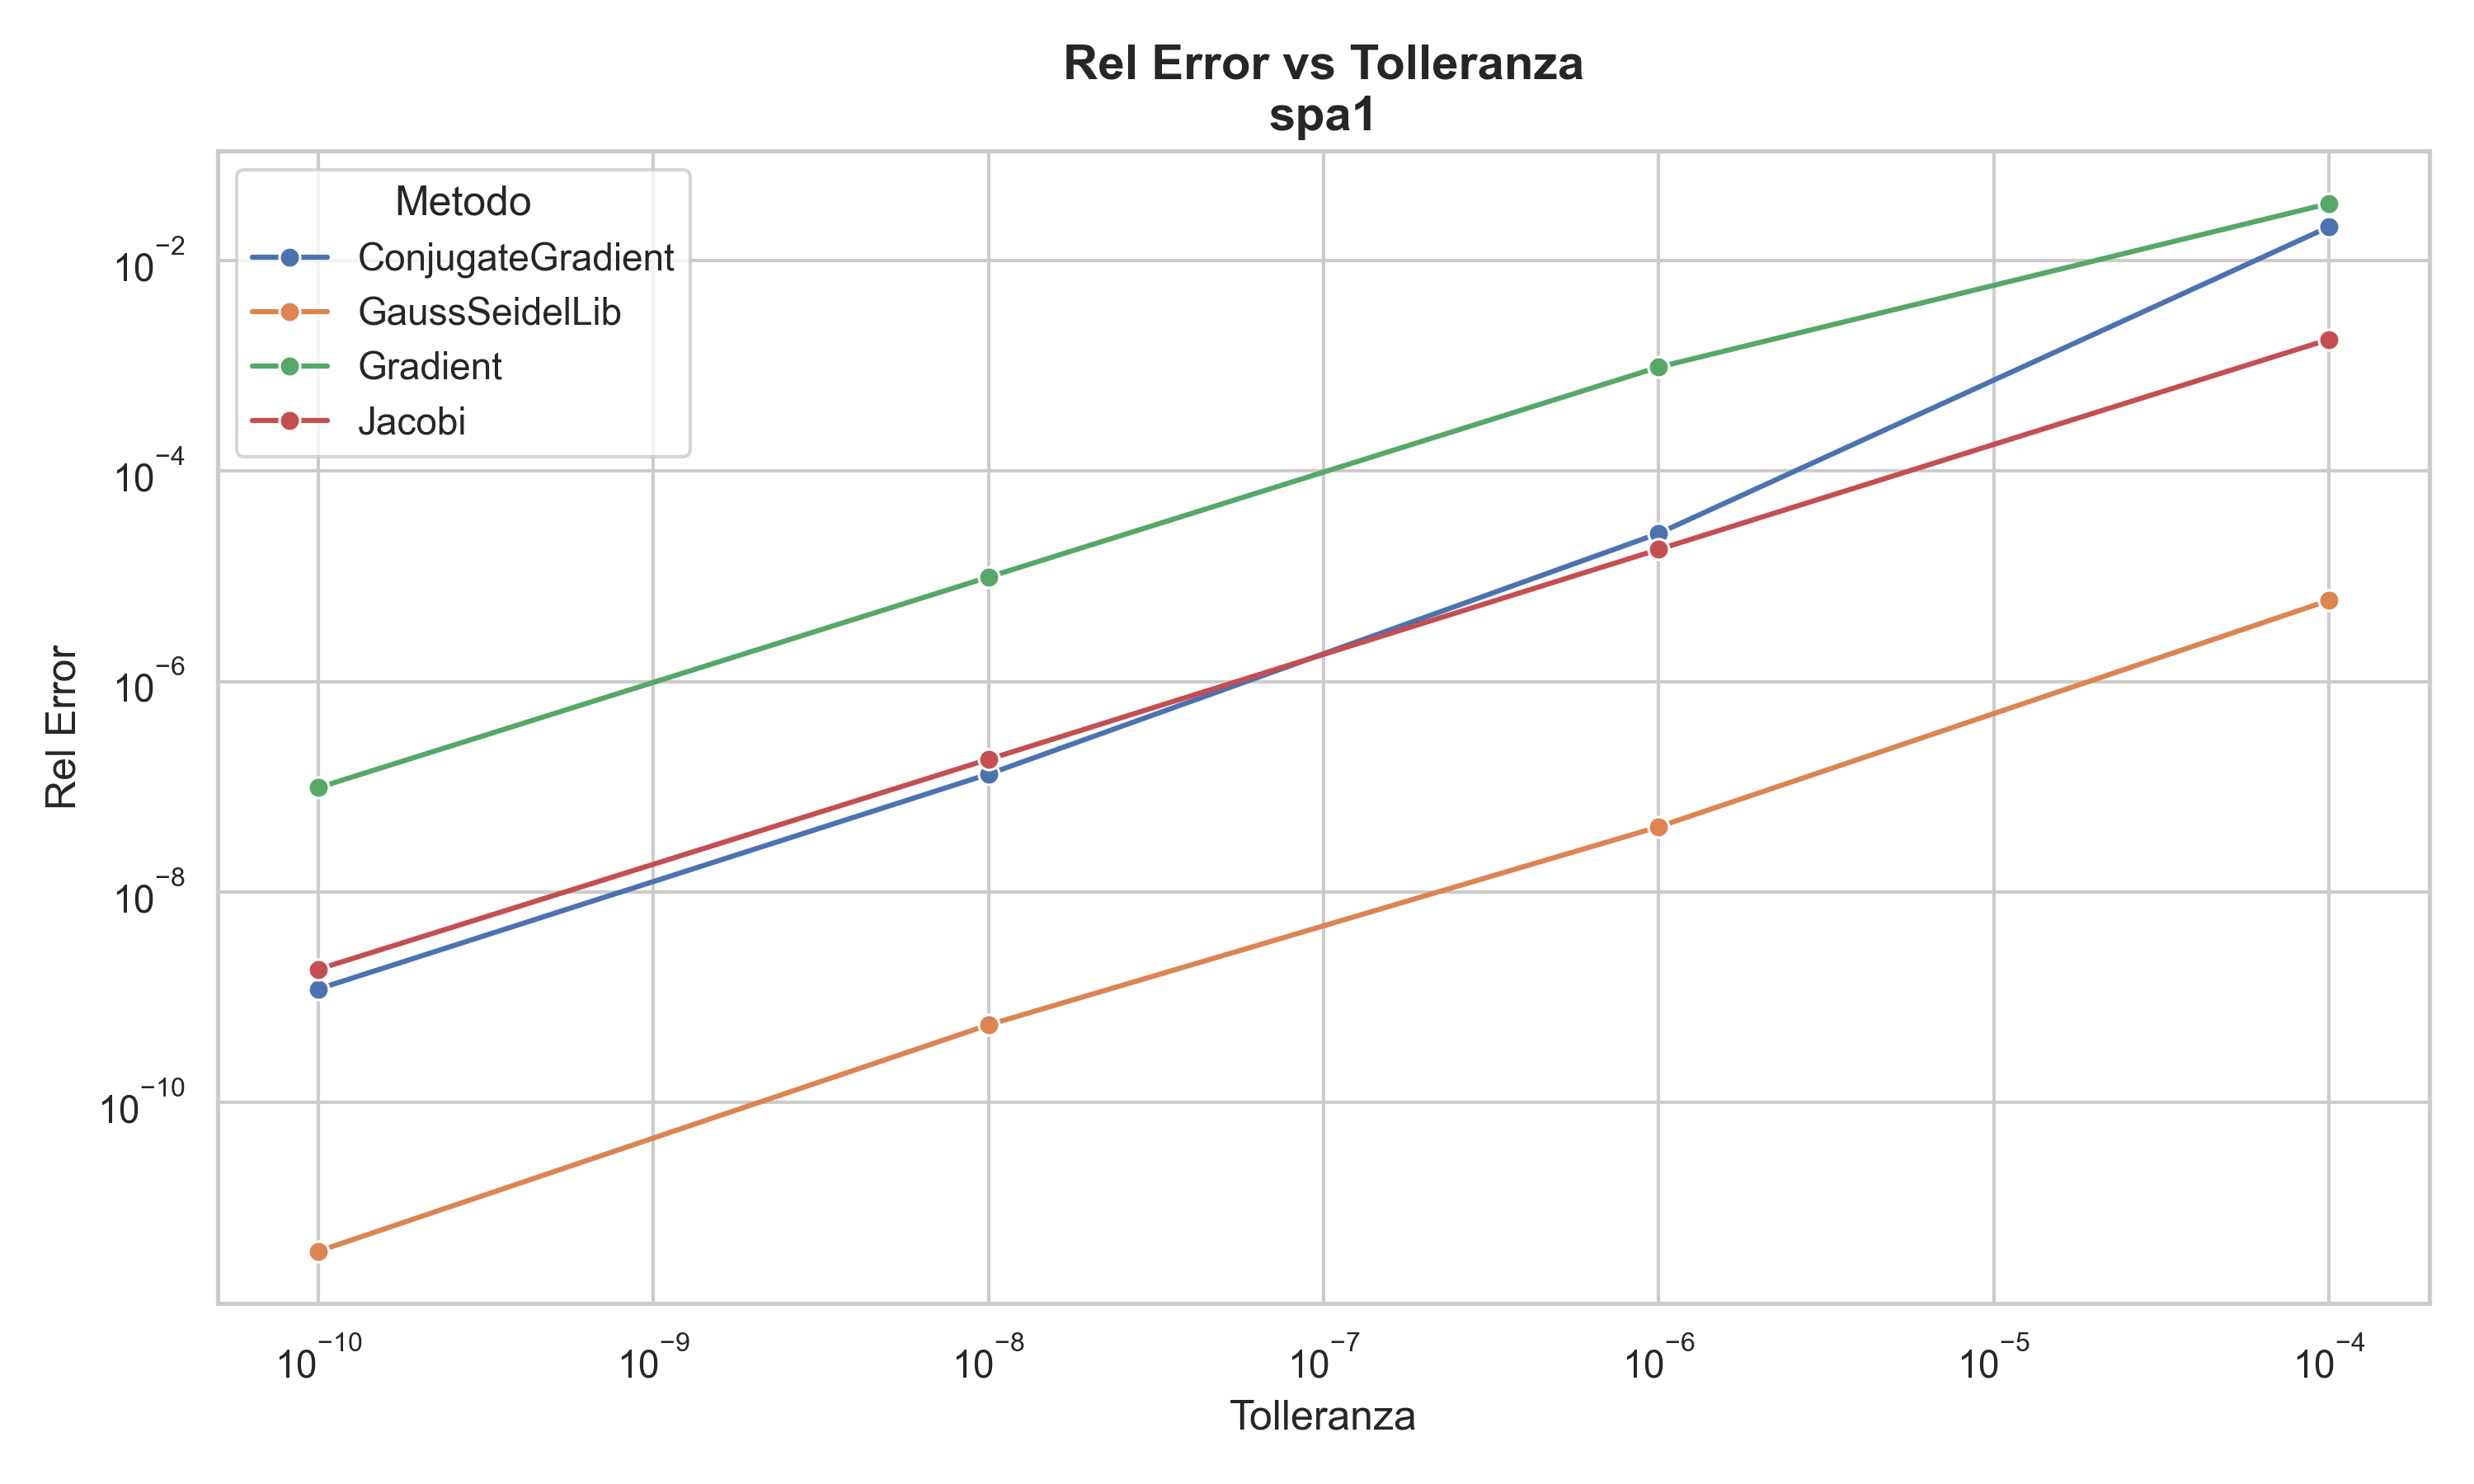 Rel Error vs Tolleranza
spa1
Metodo
ConjugateGradient
GaussSeidelLib
Gradient
Jacobi
Rel Error
10⁻²
10⁻⁴
10⁻⁶
10⁻⁸
10⁻¹⁰
10⁻¹⁰ 10⁻⁹ 10⁻⁸ 10⁻⁷ 10⁻⁶ 10⁻⁵ 10⁻⁴
Tolleranza